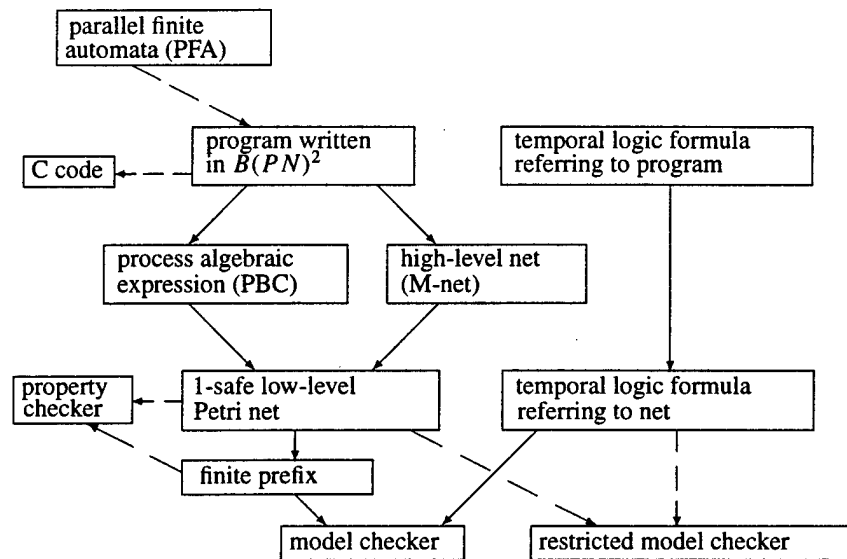 parallel finite
automata (PFA)
program written
in B(PN)²
temporal logic formula
referring to program
C code
process algebraic
expression (PBC)
high-level net
(M-net)
property
checker
1-safe low-level
Petri net
temporal logic formula
referring to net
finite prefix
model checker
restricted model checker